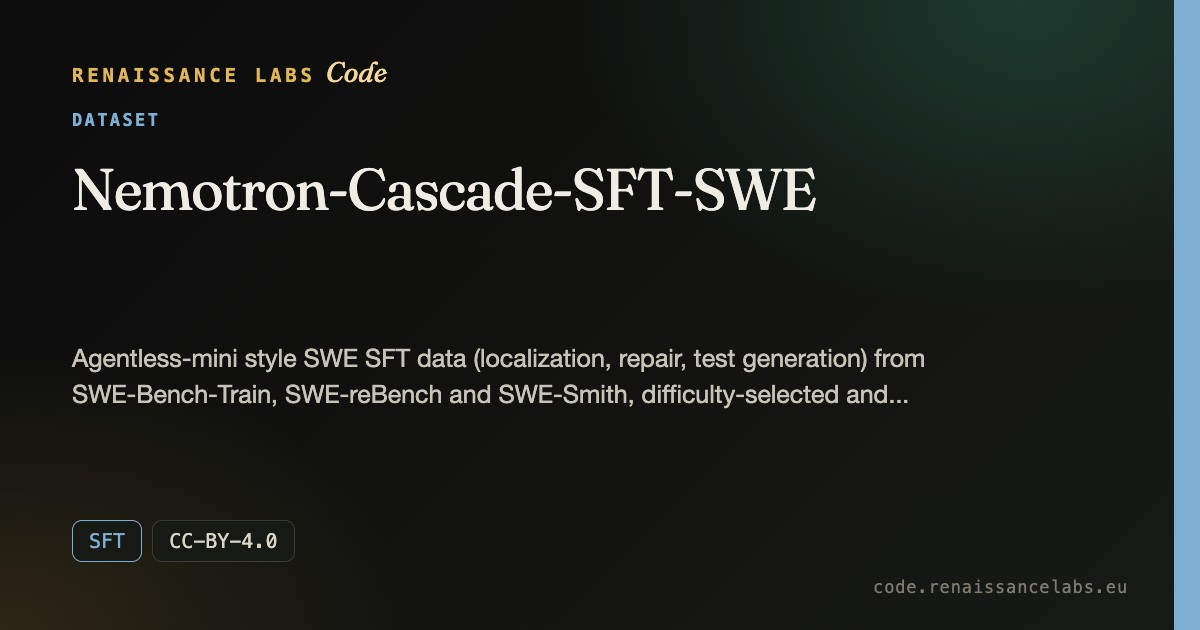 RENAISSANCE LABS Code
DATASET
Nemotron-Cascade-SFT-SWE
Agentless-mini style SWE SFT data (localization, repair, test generation) from
SWE-Bench-Train, SWE-reBench and SWE-Smith, difficulty-selected and...
SFT CC-BY-4.0
code.renaissancelabs.eu